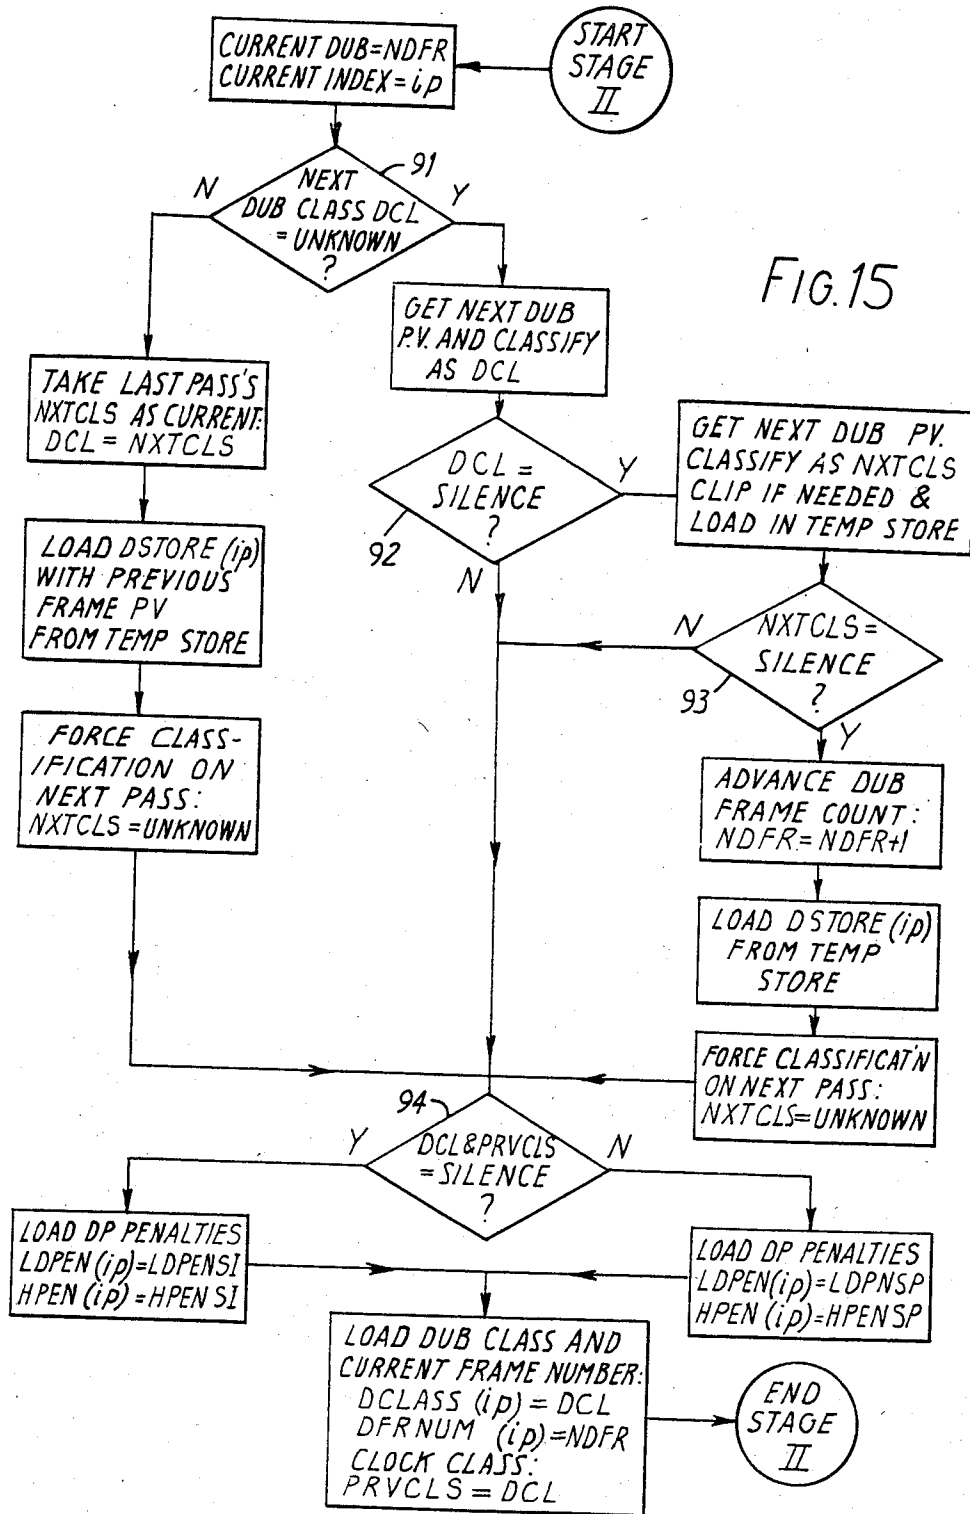 CURRENT DUB=NDFR
CURRENT INDEX=ip
START
STAGE
II
91
N
Y
NEXT
DUB CLASS DCL
= UNKNOWN
?
FIG.15
GET NEXT DUB
P.V. AND CLASSIFY
AS DCL
TAKE LAST PASS'S
NXTCLS AS CURRENT:
DCL = NXTCLS
DCL =
SILENCE
?
Y
92
N
GET NEXT DUB PV.
CLASSIFY AS NXTCLS
CLIP IF NEEDED &
LOAD IN TEMP STORE
LOAD DSTORE (ip)
WITH PREVIOUS
FRAME PV
FROM TEMP STORE
N
NXTCLS=
SILENCE
?
93
Y
FORCE CLASS-
IFICATION ON
NEXT PASS:
NXTCLS=UNKNOWN
ADVANCE DUB
FRAME COUNT:
NDFR=NDFR+1
LOAD DSTORE (ip)
FROM TEMP
STORE
FORCE CLASSIFICAT'N
ON NEXT PASS:
NXTCLS=UNKNOWN
94
Y
DCL&PRVCLS
=SILENCE
?
N
LOAD DP PENALTIES
LDPEN (ip)=LDPENSI
HPEN (ip)=HPENSI
LOAD DP PENALTIES
LDPEN(ip)=LDPNSP
HPEN (ip)=HPENSP
LOAD DUB CLASS AND
CURRENT FRAME NUMBER:
DCLASS (ip) = DCL
DFRNUM (ip)=NDFR
CLOCK CLASS:
PRVCLS = DCL
END
STAGE
II